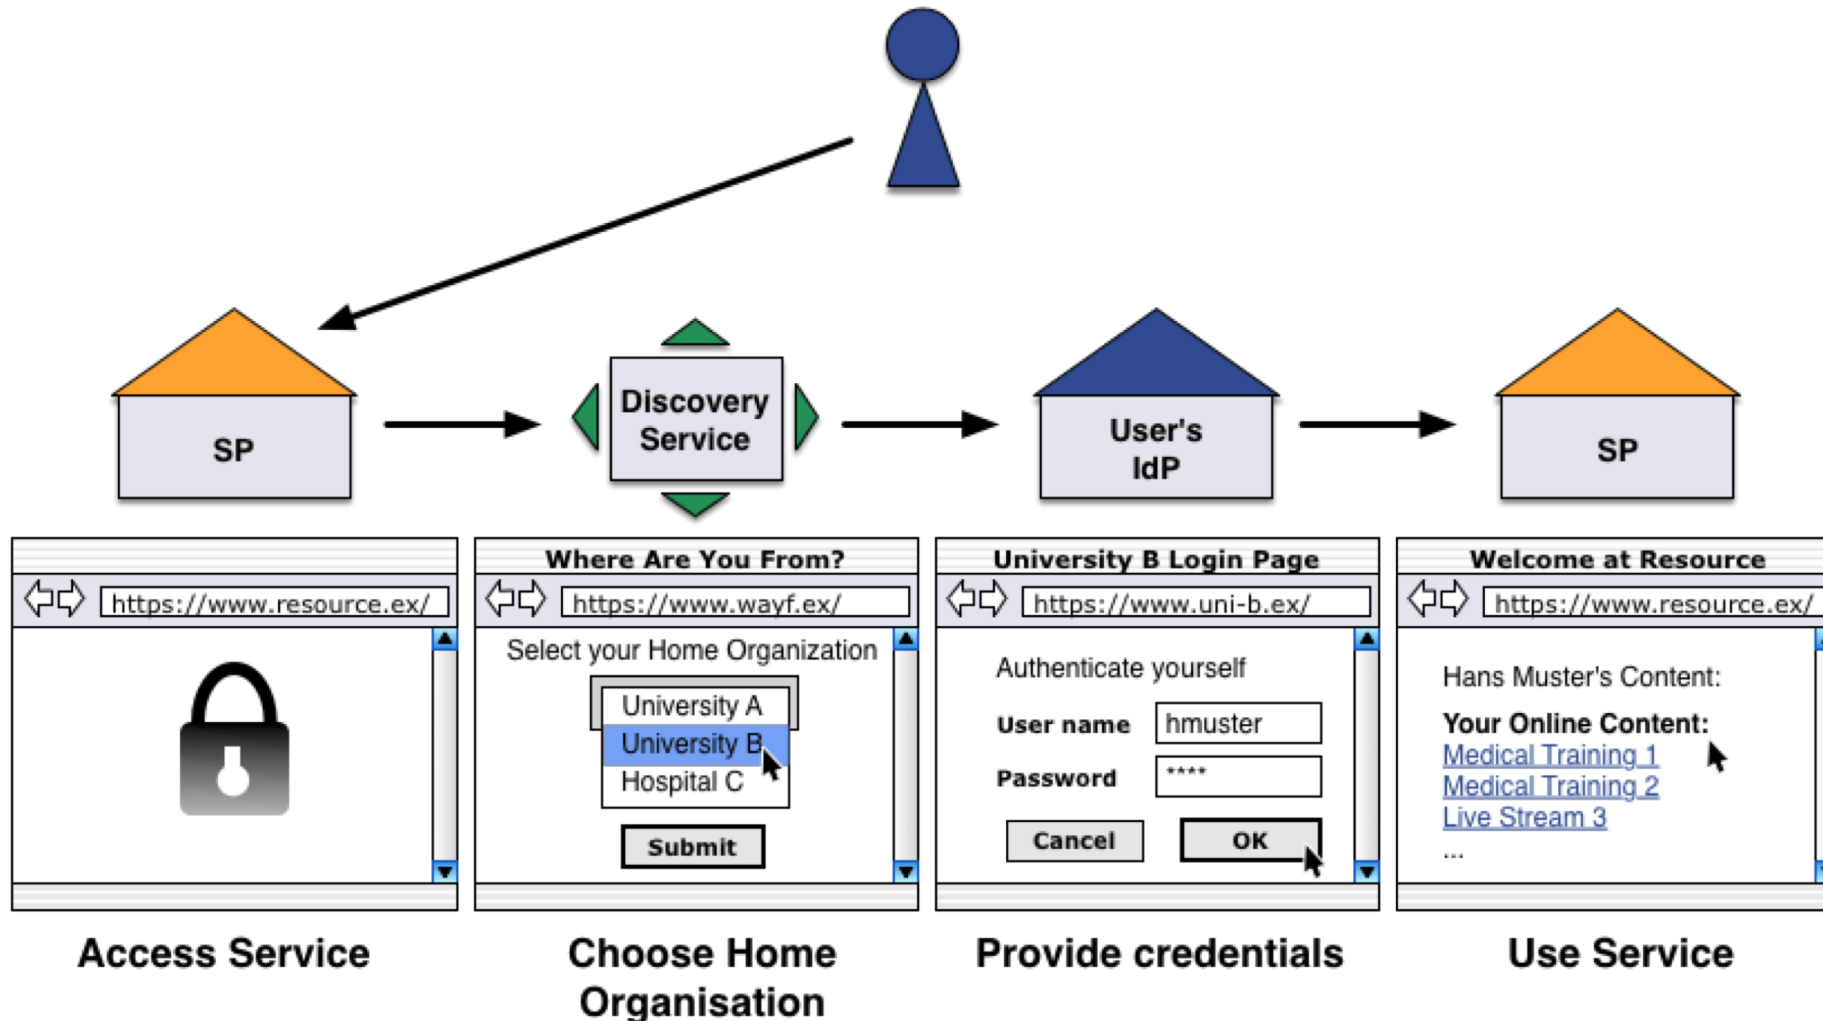 SP
Discovery
Service
User's
IdP
SP
https://www.resource.ex/
Where Are You From?
https://www.wayf.ex/
Select your Home Organization
University A
University B
Hospital C
Submit
University B Login Page
https://www.uni-b.ex/
Authenticate yourself
User name
hmuster
Password
****
Cancel
OK
Welcome at Resource
https://www.resource.ex/
Hans Muster's Content:
Your Online Content:
Medical Training 1
Medical Training 2
Live Stream 3
...
Access Service
Choose Home
Organisation
Provide credentials
Use Service